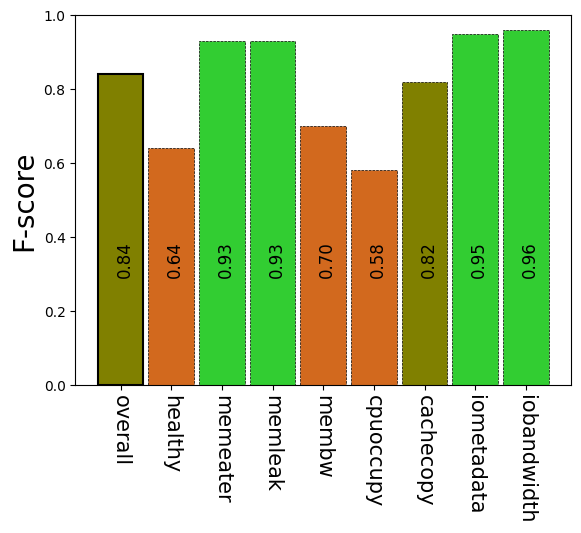 F-score
1.0
0.8
0.6
0.4
0.2
0.0
0.84
0.64
0.93
0.93
0.70
0.58
0.82
0.95
0.96
overall
healthy
memeater
memleak
membw
cpuoccupy
cachecopy
iometadata
iobandwidth